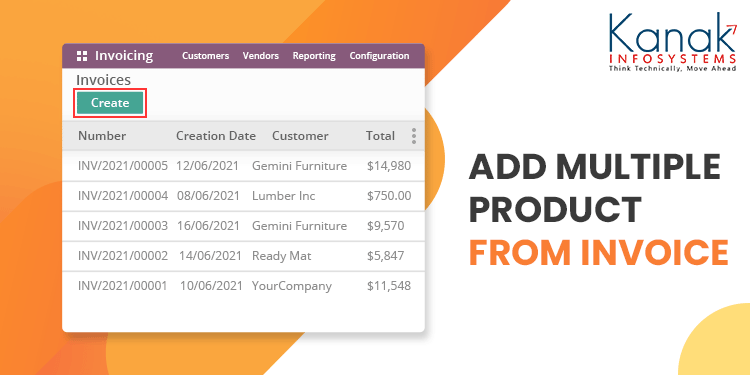 Kanak
INFOSYSTEMS
Think Technically, Move Ahead
Invoicing Customers Vendors Reporting Configuration
Invoices
Create
Number Creation Date Customer Total
INV/2021/00005 12/06/2021 Gemini Furniture $14,980
INV/2021/00004 08/06/2021 Lumber Inc $750.00
INV/2021/00003 16/06/2021 Gemini Furniture $9,570
INV/2021/00002 14/06/2021 Ready Mat $5,847
INV/2021/00001 10/06/2021 YourCompany $11,548
ADD MULTIPLE
PRODUCT
FROM INVOICE